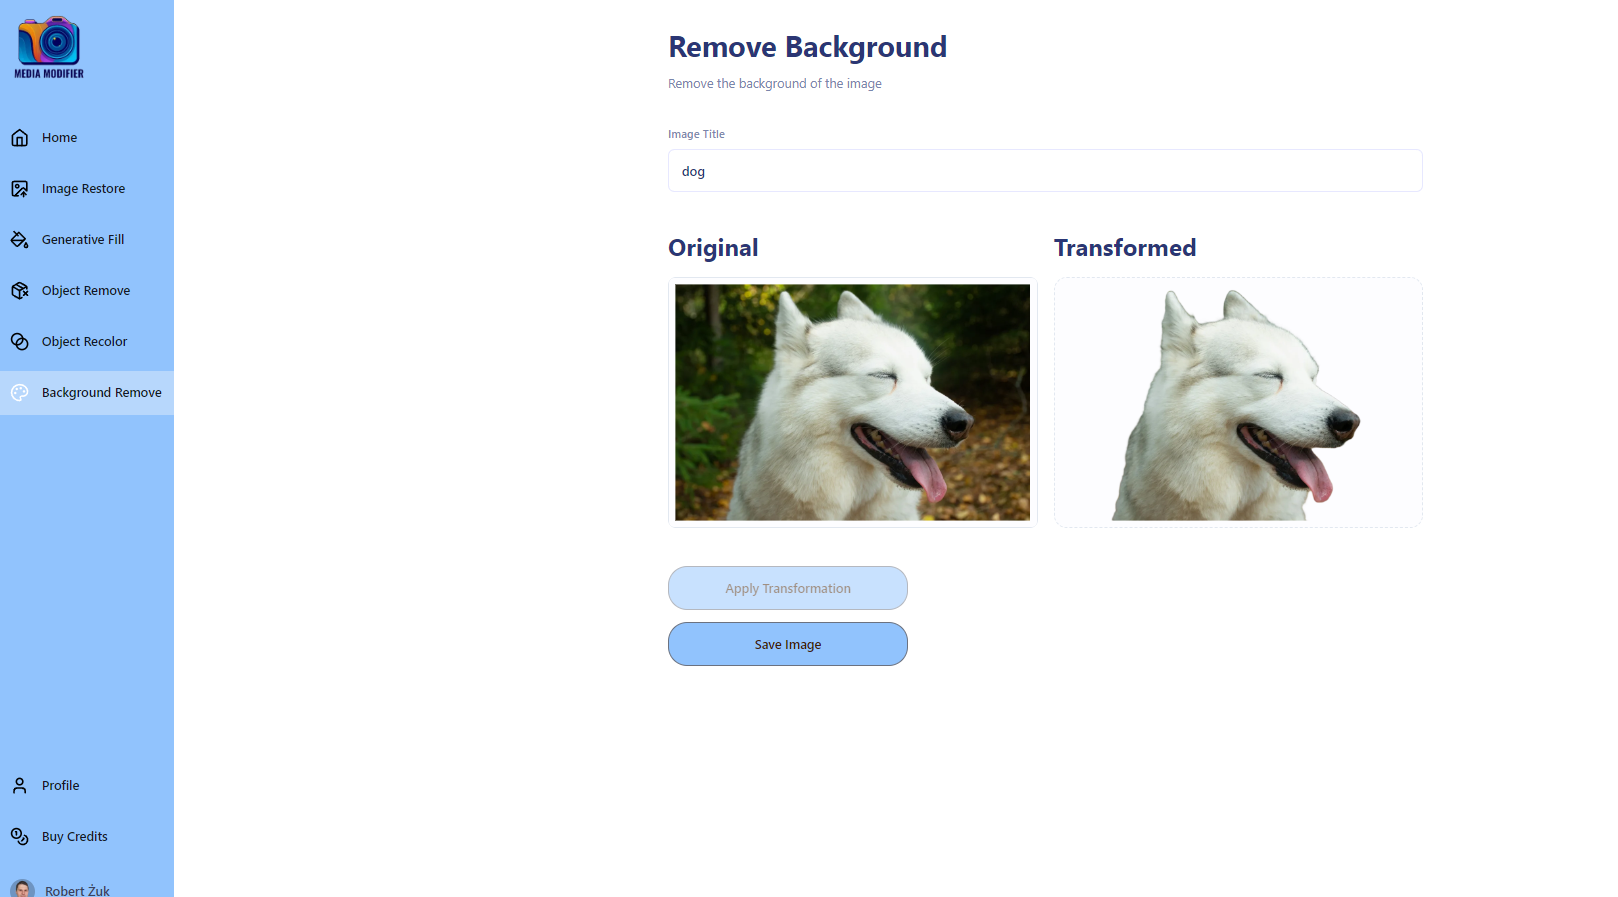 MEDIA MODIFIER
Home
Image Restore
Generative Fill
Object Remove
Object Recolor
Background Remove
Profile
Buy Credits
Robert Żuk
Remove Background
Remove the background of the image
Image Title
dog
Original
Transformed
Apply Transformation
Save Image